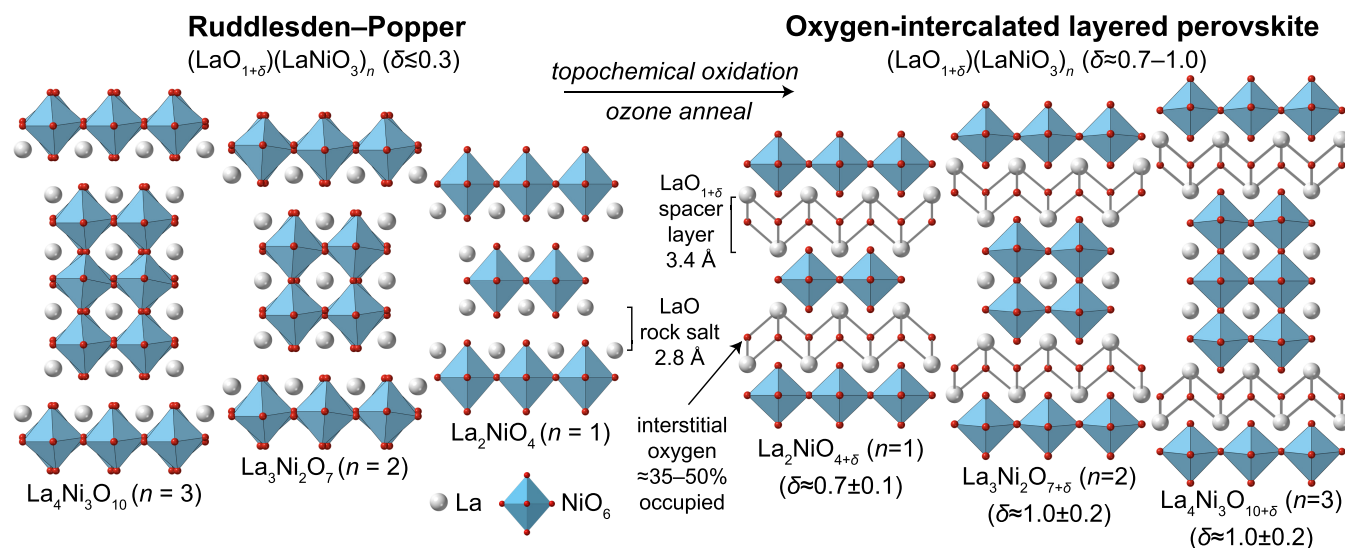 Ruddlesden–Popper
(LaO₁₊δ)(LaNiO₃)ₙ (δ≲0.3)
topochemical oxidation
ozone anneal
Oxygen-intercalated layered perovskite
(LaO₁₊δ)(LaNiO₃)ₙ (δ≈0.7–1.0)
La₄Ni₃O₁₀ (n = 3)
La₃Ni₂O₇ (n = 2)
La₂NiO₄ (n = 1)
LaO₁₊δ
spacer
layer
3.4 Å
LaO
rock salt
2.8 Å
interstitial
oxygen
≈35–50%
occupied
La
NiO₆
La₂NiO₄₊δ (n=1)
(δ≈0.7±0.1)
La₃Ni₂O₇₊δ (n=2)
(δ≈1.0±0.2)
La₄Ni₃O₁₀₊δ (n=3)
(δ≈1.0±0.2)